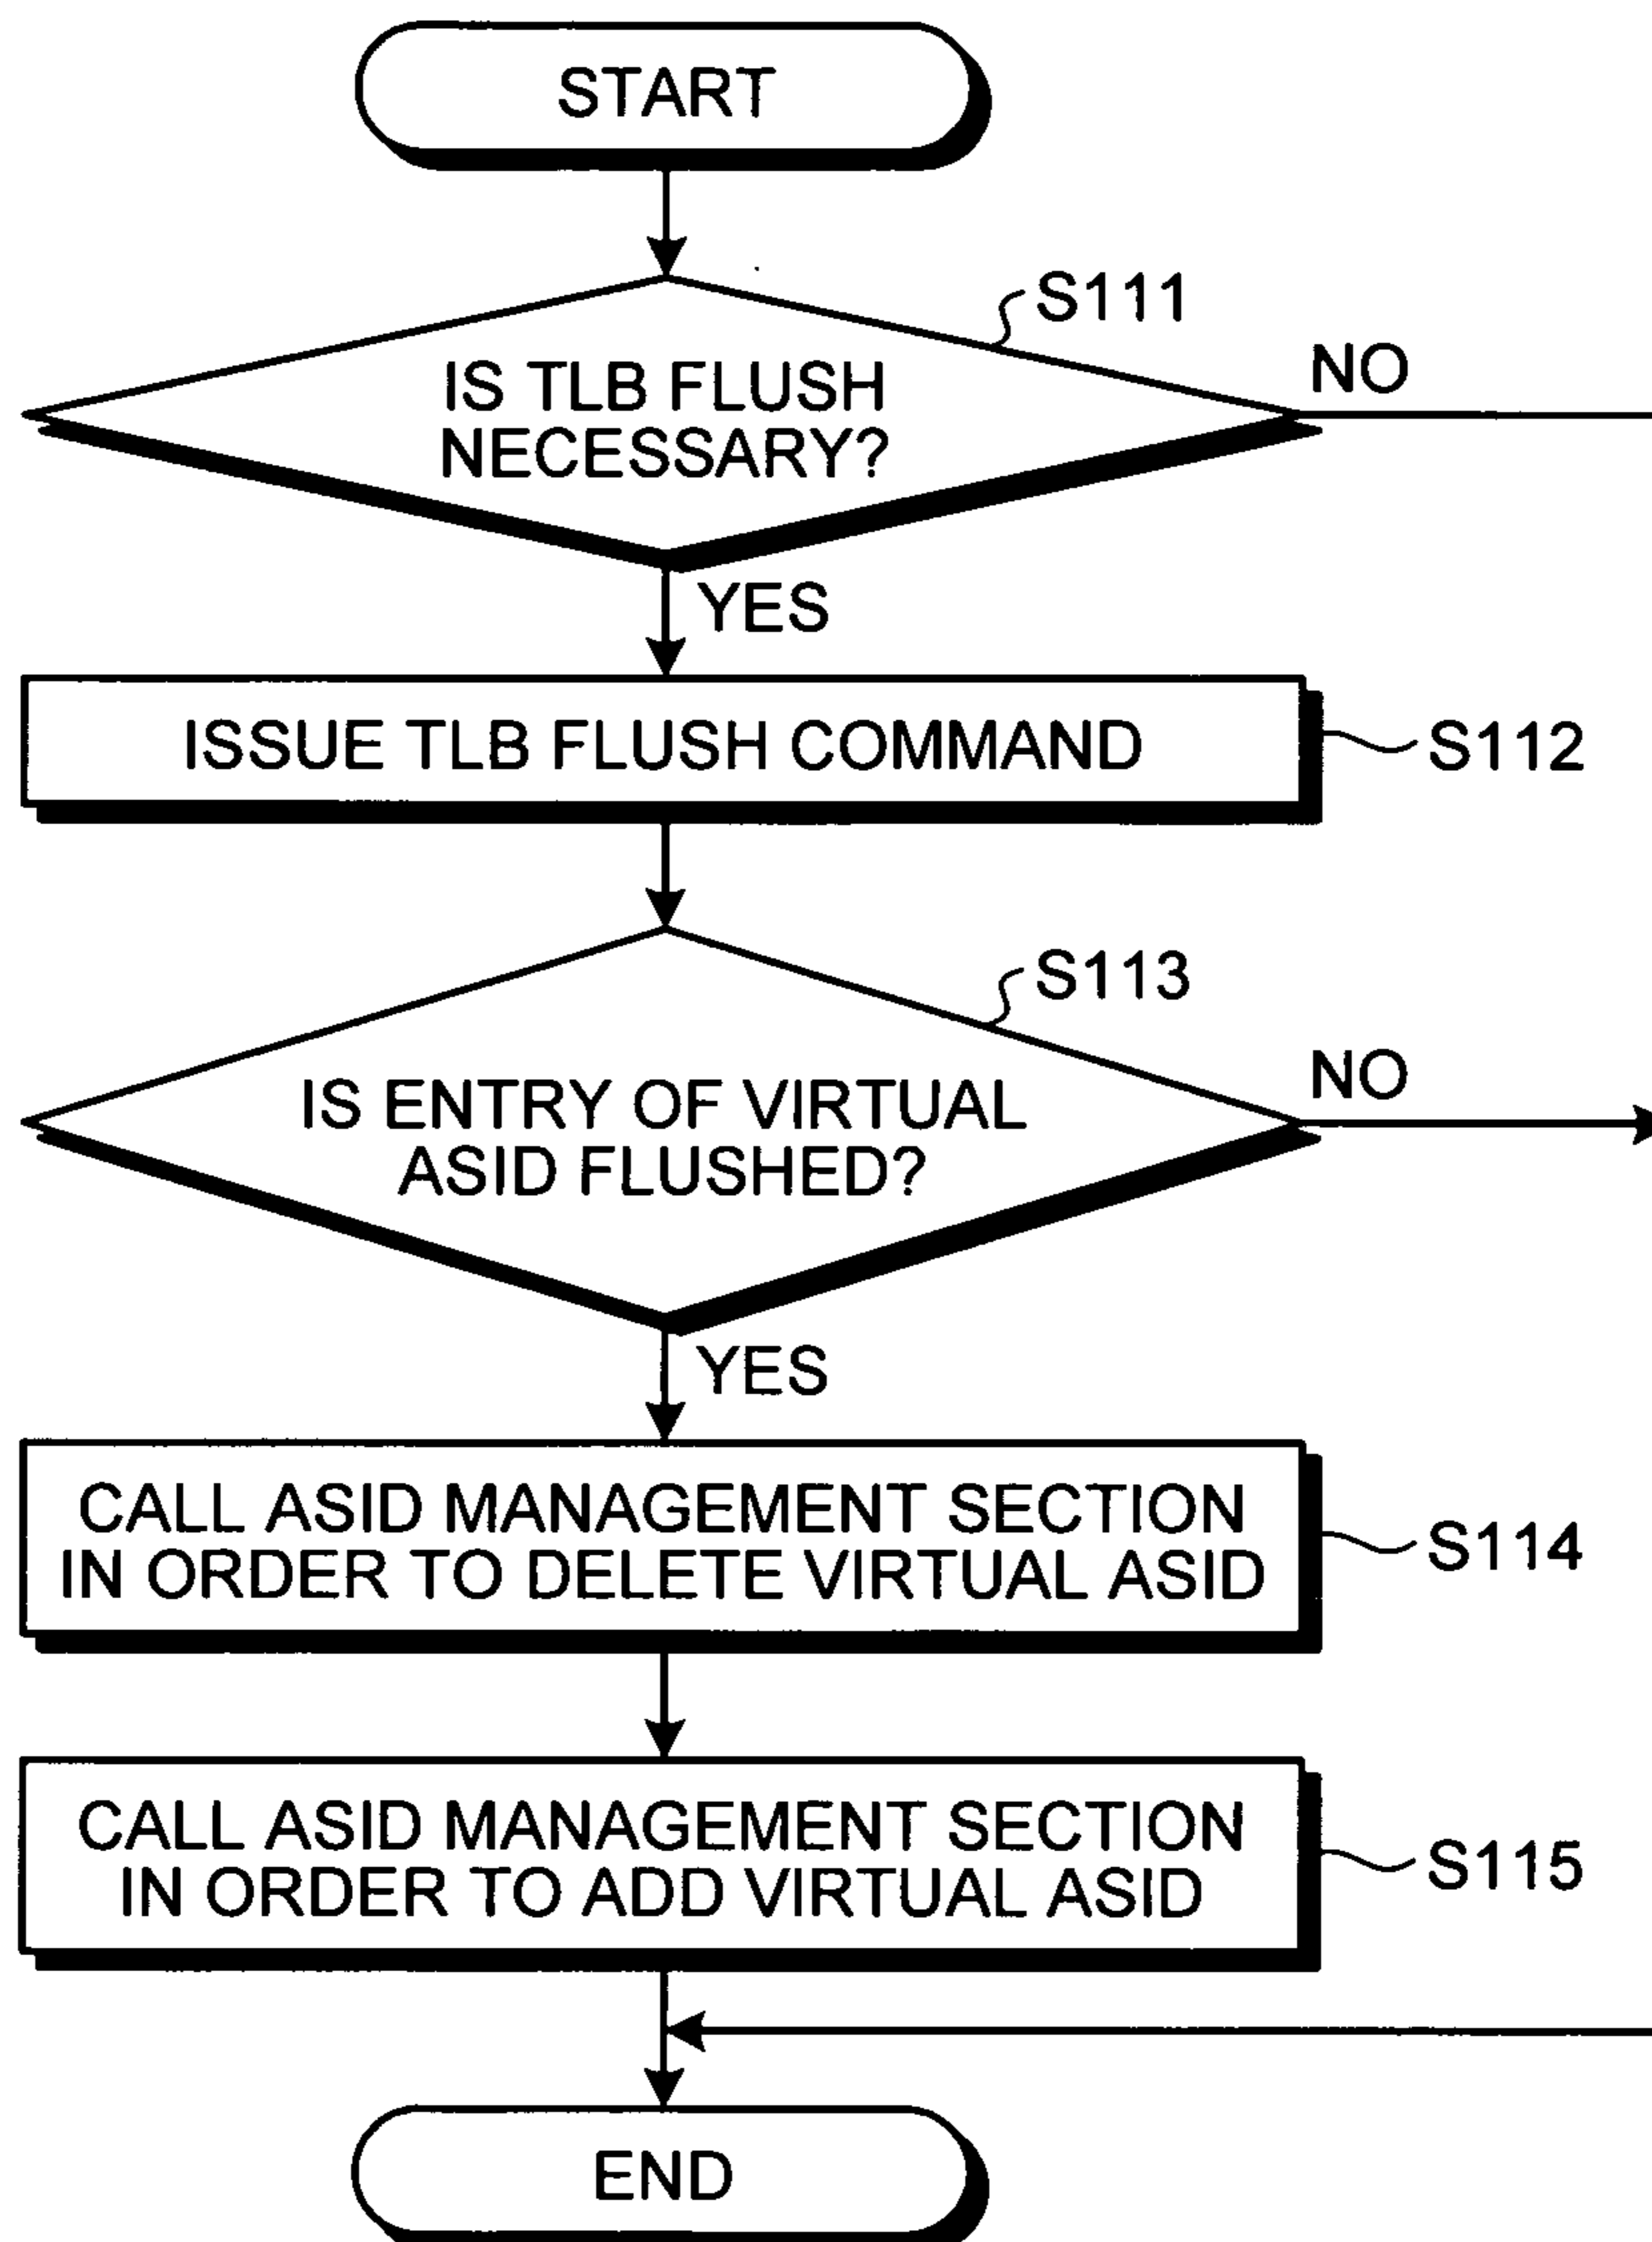 START
S111
IS TLB FLUSH
NECESSARY?
NO
YES
ISSUE TLB FLUSH COMMAND
S112
S113
IS ENTRY OF VIRTUAL
ASID FLUSHED?
NO
YES
CALL ASID MANAGEMENT SECTION
IN ORDER TO DELETE VIRTUAL ASID
S114
CALL ASID MANAGEMENT SECTION
IN ORDER TO ADD VIRTUAL ASID
S115
END